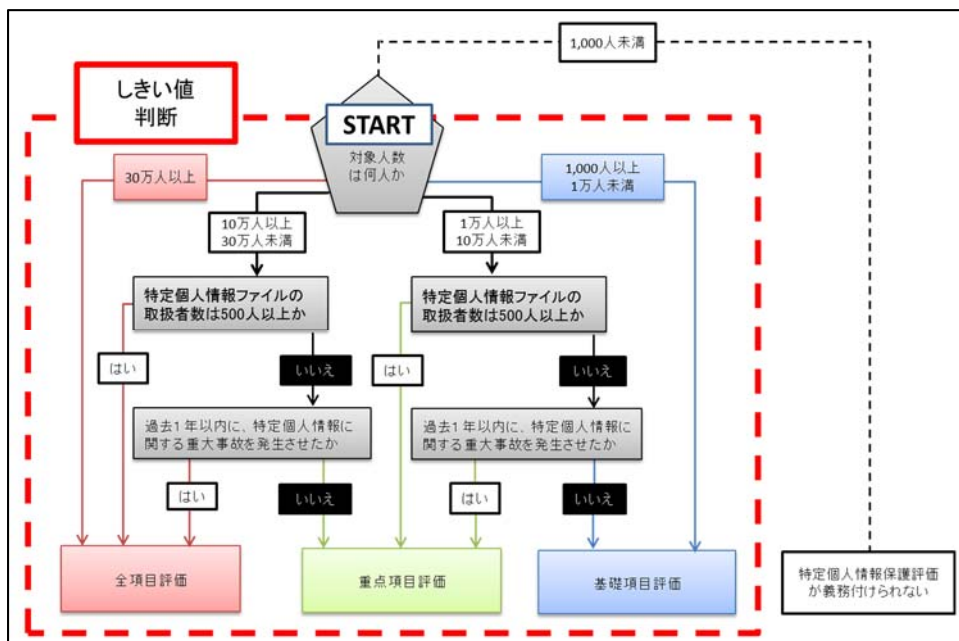 1,000人未満
しきい値
判断
START
対象人数
は何人か
30万人以上
1,000人以上
1万人未満
10万人以上
30万人未満
1万人以上
10万人未満
特定個人情報ファイルの
取扱者数は500人以上か
特定個人情報ファイルの
取扱者数は500人以上か
はい
いいえ
はい
いいえ
過去1年以内に、特定個人情報に
関する重大事故を発生させたか
過去1年以内に、特定個人情報に
関する重大事故を発生させたか
はい
いいえ
はい
いいえ
全項目評価
重点項目評価
基礎項目評価
特定個人情報保護評価
が義務付けられない